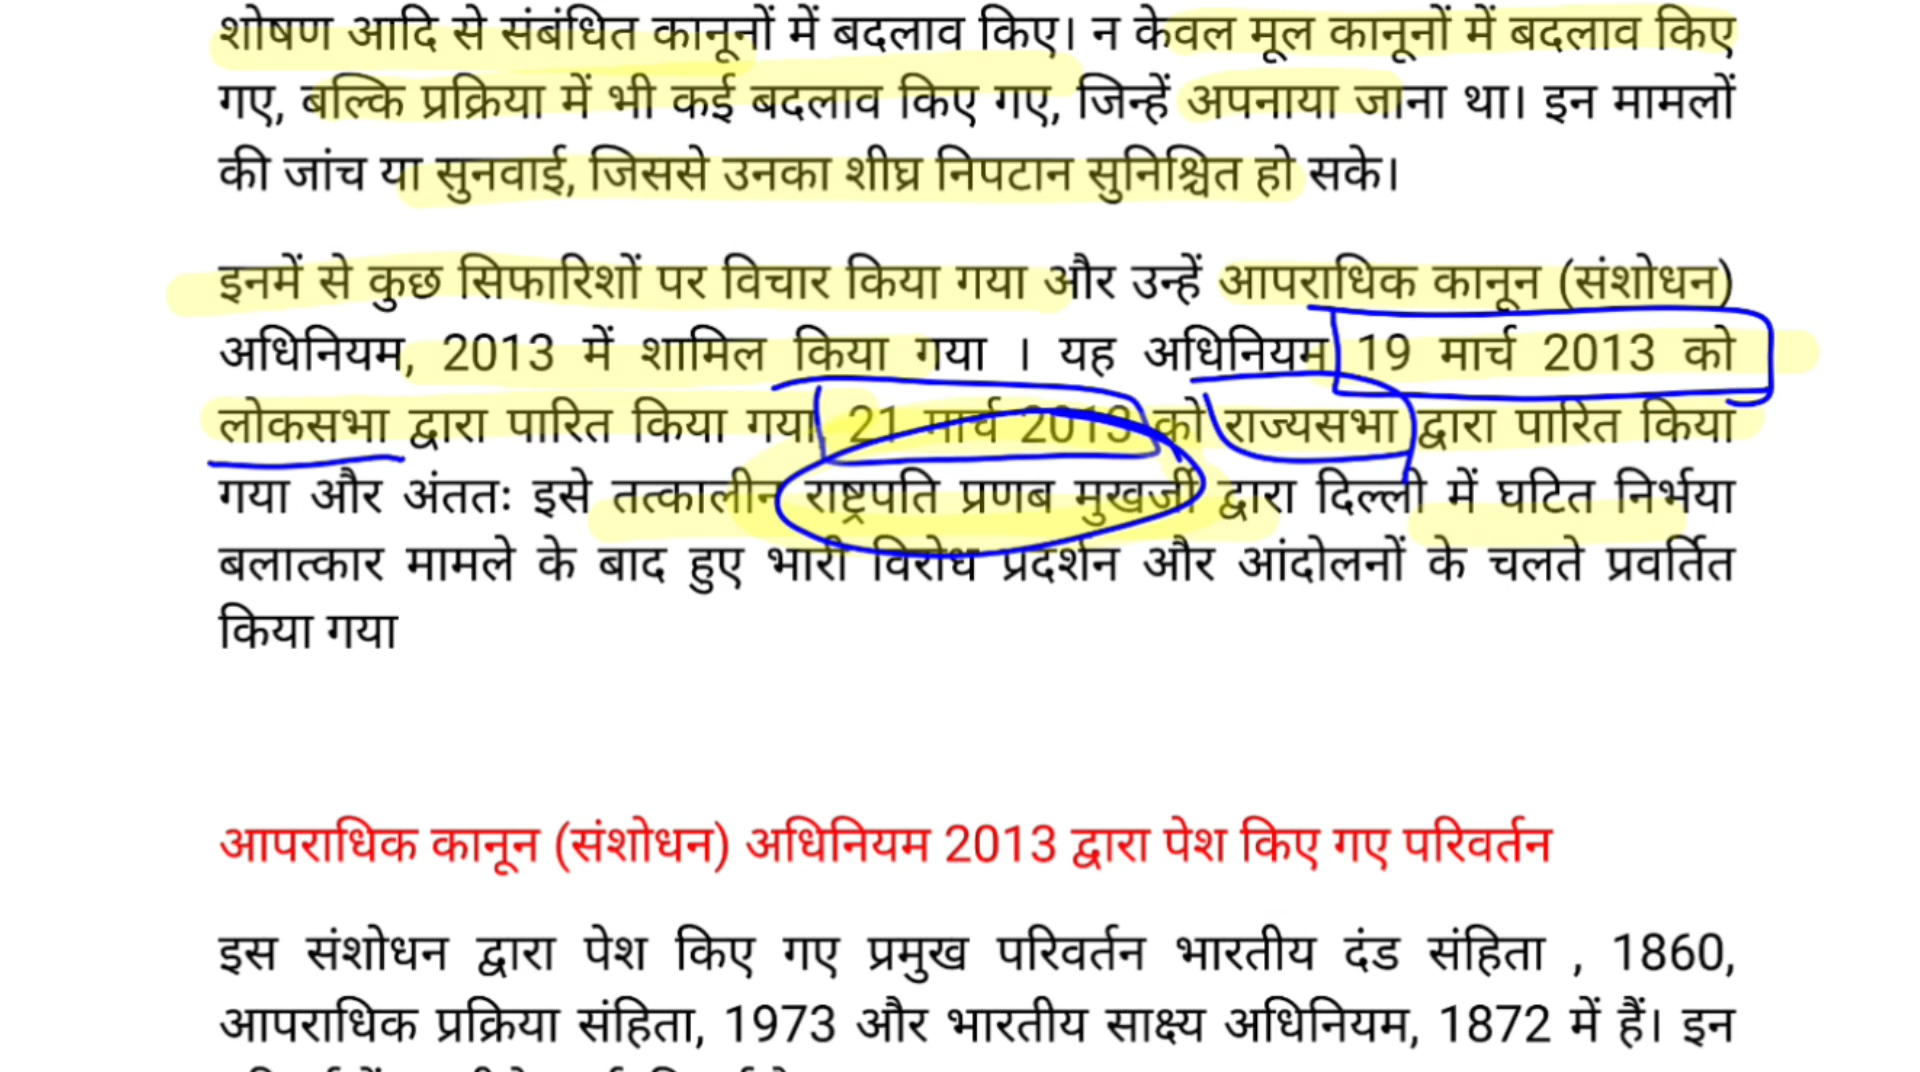 शोषण आदि से संबंधित कानूनों में बदलाव किए। न केवल मूल कानूनों में बदलाव किए
गए, बल्कि प्रक्रिया में भी कई बदलाव किए गए, जिन्हें अपनाया जाना था। इन मामलों
की जांच या सुनवाई, जिससे उनका शीघ्र निपटान सुनिश्चित हो सके।
इनमें से कुछ सिफारिशों पर विचार किया गया और उन्हें आपराधिक कानून (संशोधन)
अधिनियम, 2013 में शामिल किया गया । यह अधिनियम 19 मार्च 2013 को
लोकसभा द्वारा पारित किया गया 21 मार्च 2013 को राज्यसभा द्वारा पारित किया
गया और अंततः इसे तत्कालीन राष्ट्रपति प्रणब मुखर्जी द्वारा दिल्ली में घटित निर्भया
बलात्कार मामले के बाद हुए भारी विरोध प्रदर्शन और आंदोलनों के चलते प्रवर्तित
किया गया
आपराधिक कानून (संशोधन) अधिनियम 2013 द्वारा पेश किए गए परिवर्तन
इस संशोधन द्वारा पेश किए गए प्रमुख परिवर्तन भारतीय दंड संहिता , 1860,
आपराधिक प्रक्रिया संहिता, 1973 और भारतीय साक्ष्य अधिनियम, 1872 में हैं। इन